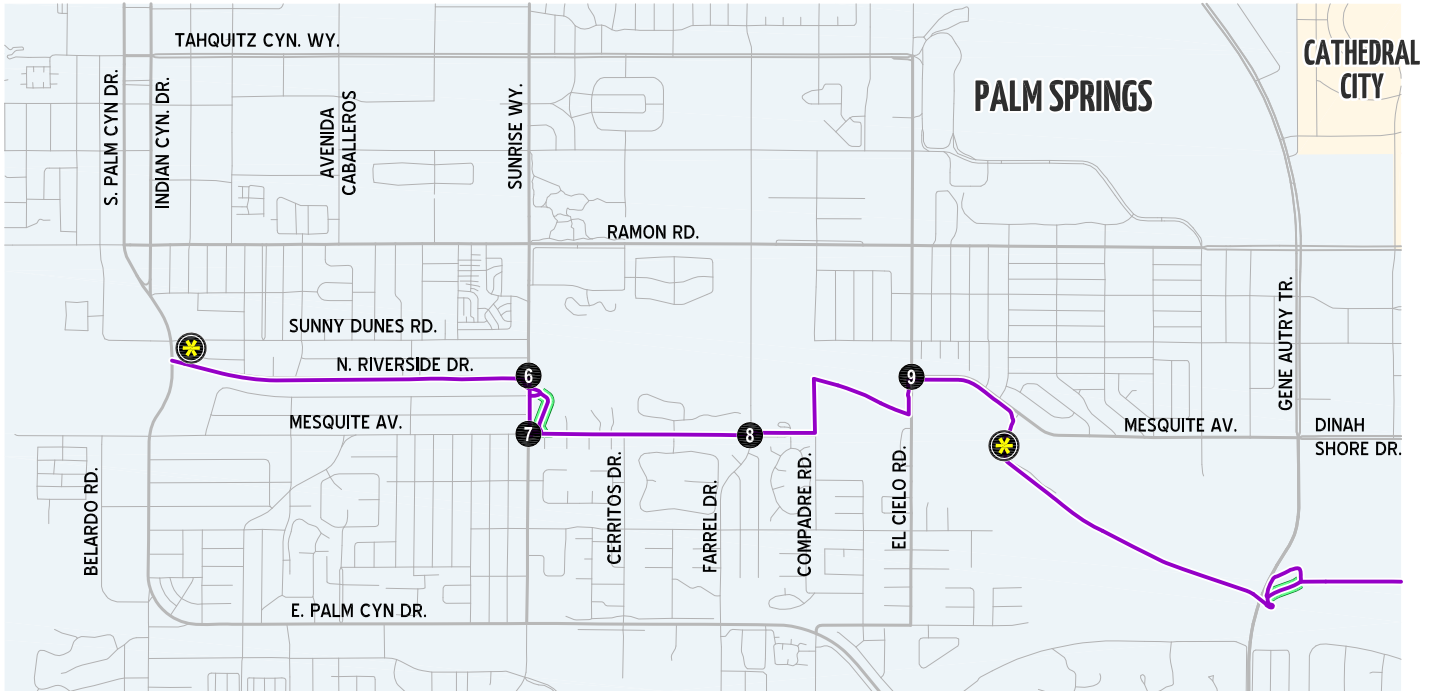 TAHQUITZ CYN. WY.
CATHEDRAL
CITY
PALM SPRINGS
S. PALM CYN DR.
INDIAN CYN. DR.
AVENIDA
CABALLEROS
SUNRISE WY.
RAMON RD.
GENE AUTRY TR.
SUNNY DUNES RD.
N. RIVERSIDE DR.
6
9
MESQUITE AV.
7
8
MESQUITE AV.
DINAH
SHORE DR.
BELARDO RD.
CERRITOS DR.
FARREL DR.
COMPADRE RD.
EL CIELO RD.
E. PALM CYN DR.